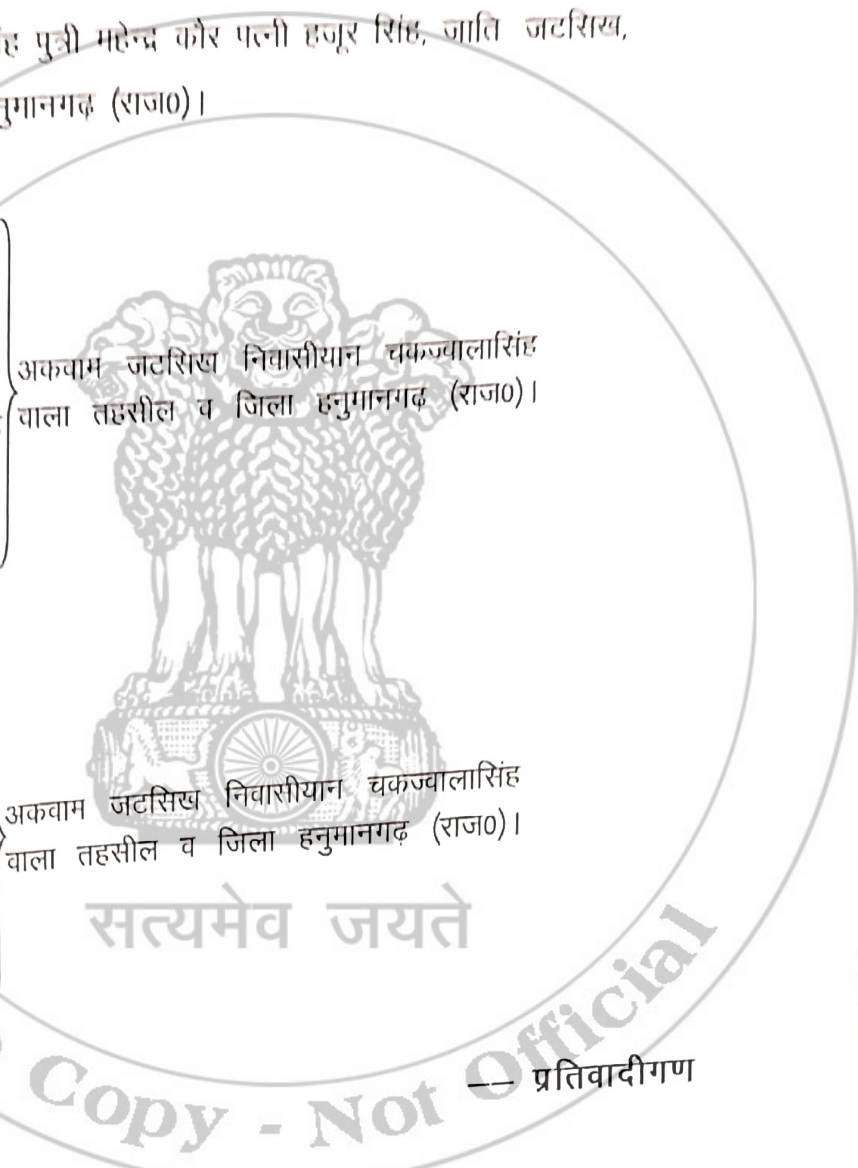 पुत्री महेन्द्र कौर पत्नी हजूर सिंह, जाति जटसिख,
(राज0)।
अकवाम जटसिख निवासीयान चकज्वालासिंह
वाला तहसील व जिला हनुमानगढ़ (राज0)।
अकवाम जटसिख निवासीयान चकज्वालासिंह
वाला तहसील व जिला हनुमानगढ़ (राज0)।
सत्यमेव जयते
Copy - Not Official
–– प्रतिवादीगण